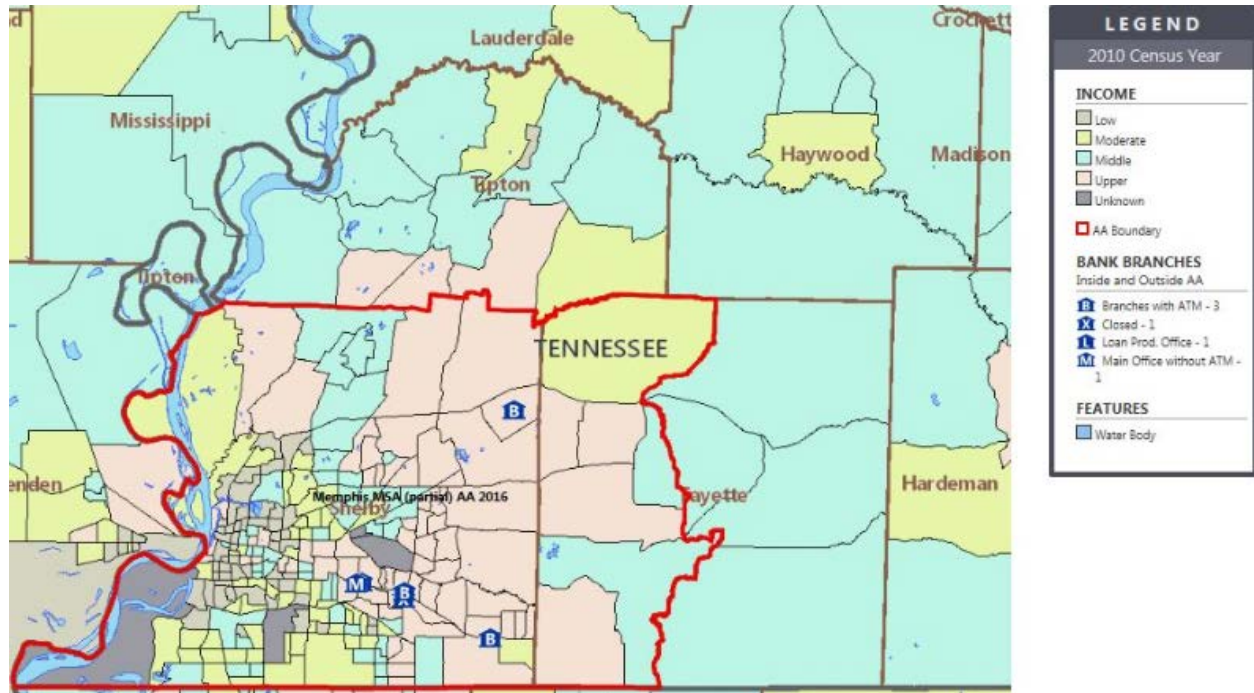 Crockett
Lauderdale
Mississippi
Haywood
Madison
Tipton
Tipton
TENNESSEE
enden
Memphis MSA (partial) AA 2016
Shelby
Fayette
Hardeman
B
M
B
B
LEGEND
2010 Census Year
INCOME
Low
Moderate
Middle
Upper
Unknown
AA Boundary
BANK BRANCHES
Inside and Outside AA
B Branches with ATM - 3
X Closed - 1
L Loan Prod. Office - 1
M Main Office without ATM -
1
FEATURES
Water Body